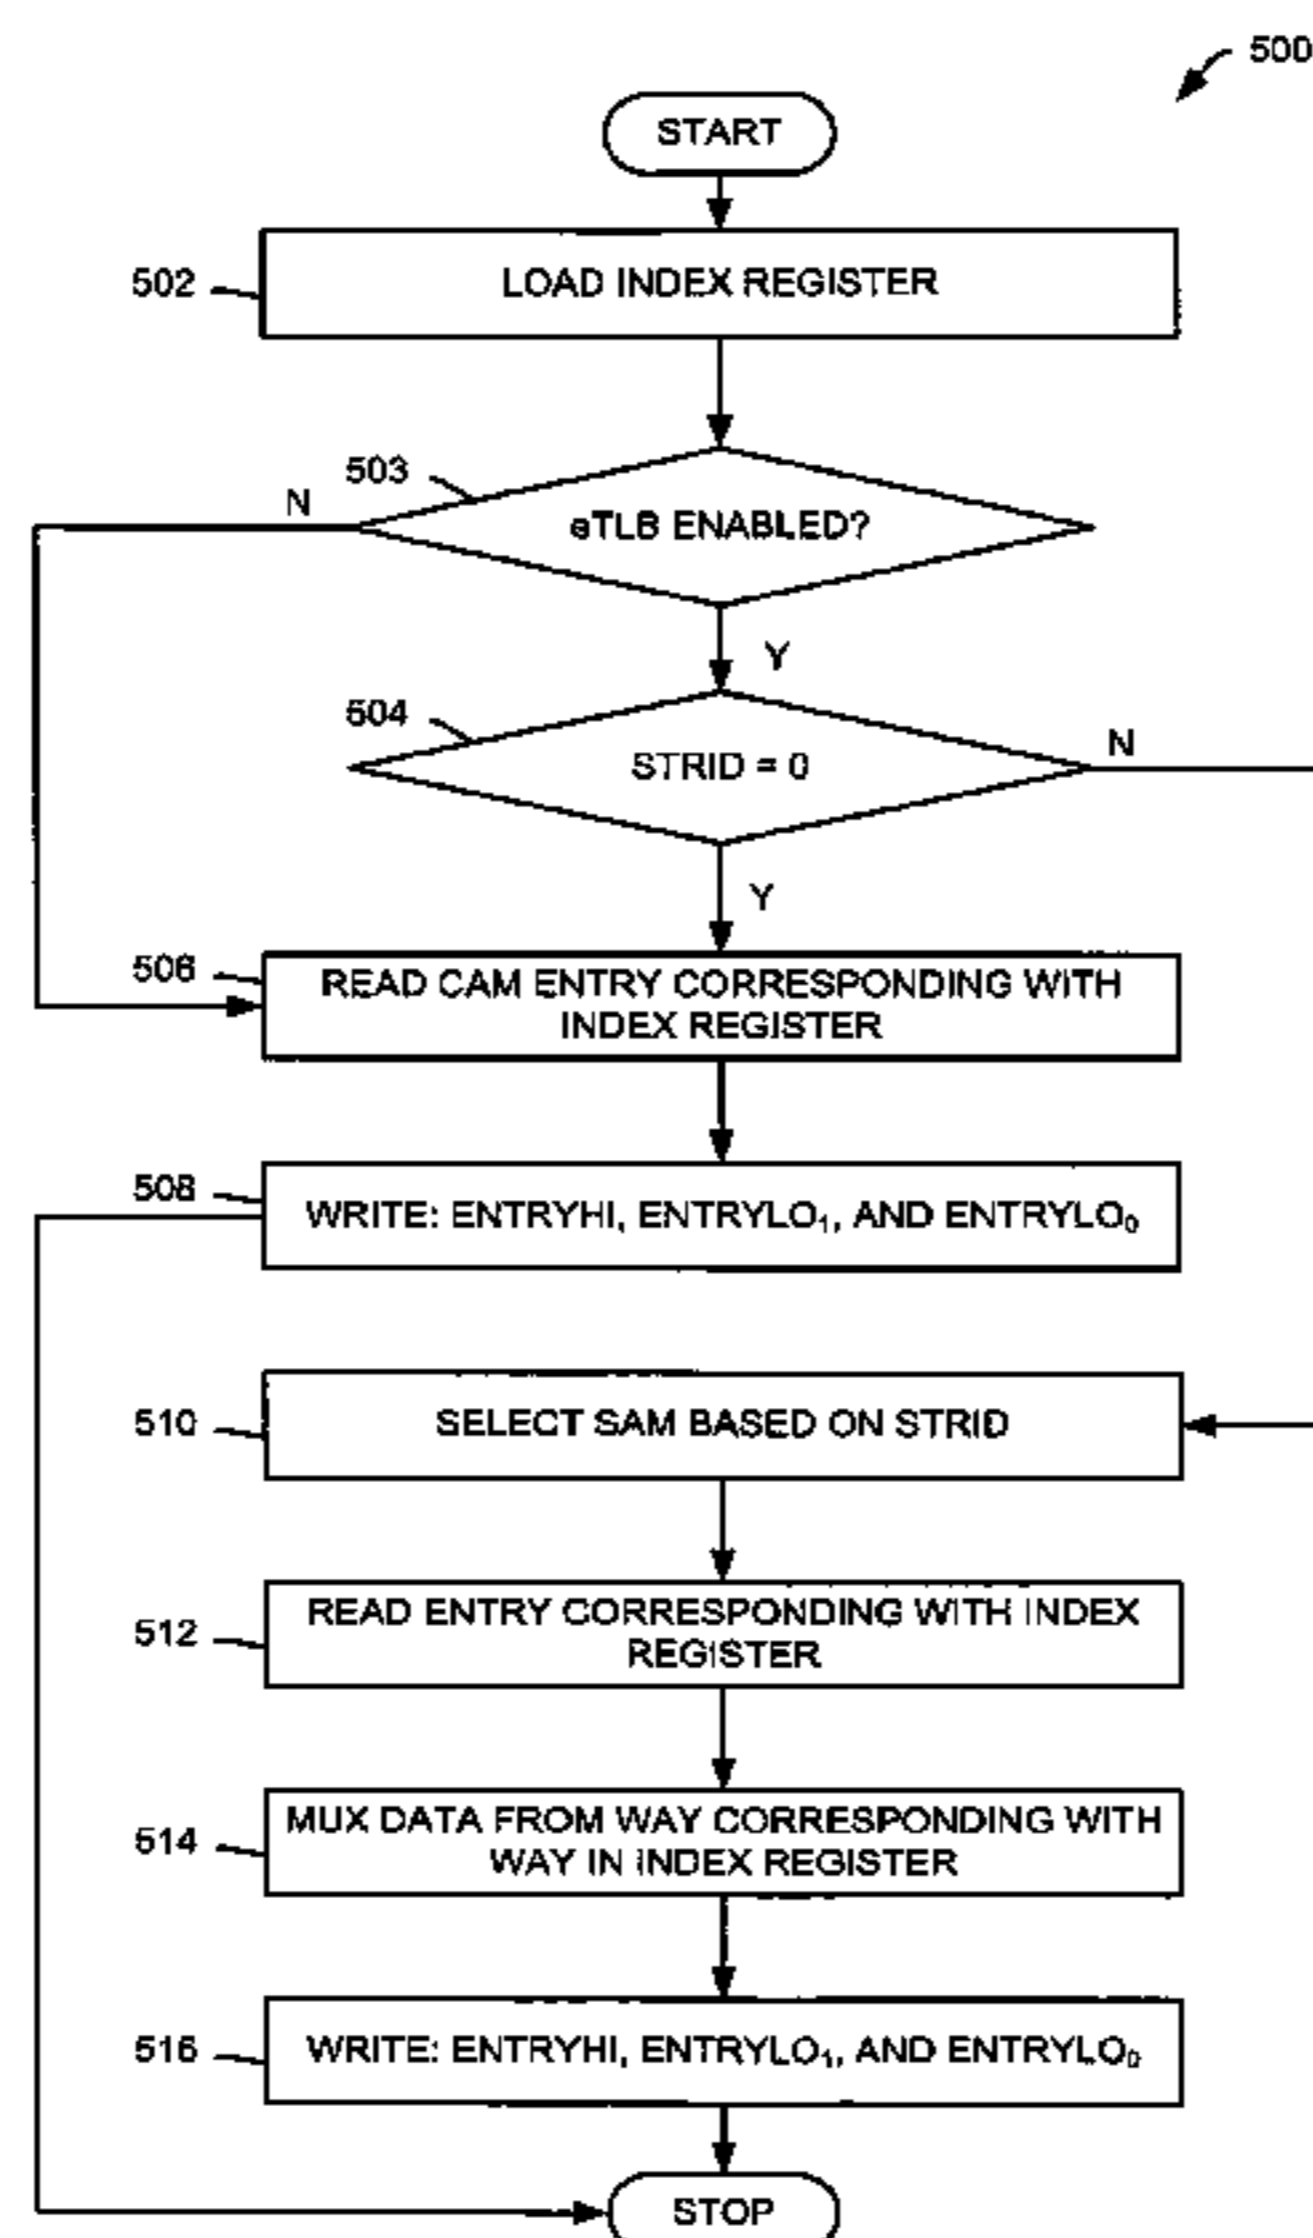 500
START
502
LOAD INDEX REGISTER
503
N
eTLB ENABLED?
Y
504
N
STRID = 0
Y
506
READ CAM ENTRY CORRESPONDING WITH
INDEX REGISTER
508
WRITE: ENTRYHI, ENTRYLO₁, AND ENTRYLO₀
510
SELECT SAM BASED ON STRID
512
READ ENTRY CORRESPONDING WITH INDEX
REGISTER
514
MUX DATA FROM WAY CORRESPONDING WITH
WAY IN INDEX REGISTER
516
WRITE: ENTRYHI, ENTRYLO₁, AND ENTRYLO₀
STOP